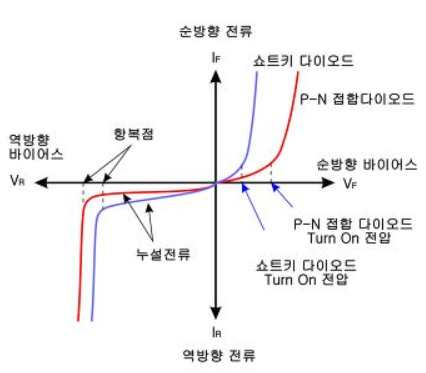 순방향 전류
IF
쇼트키 다이오드
P-N 접합다이오드
역방향
바이어스
항복점
순방향 바이어스
VR
VF
P-N 접합 다이오드
Turn On 전압
누설전류
쇼트키 다이오드
Turn On 전압
IR
역방향 전류